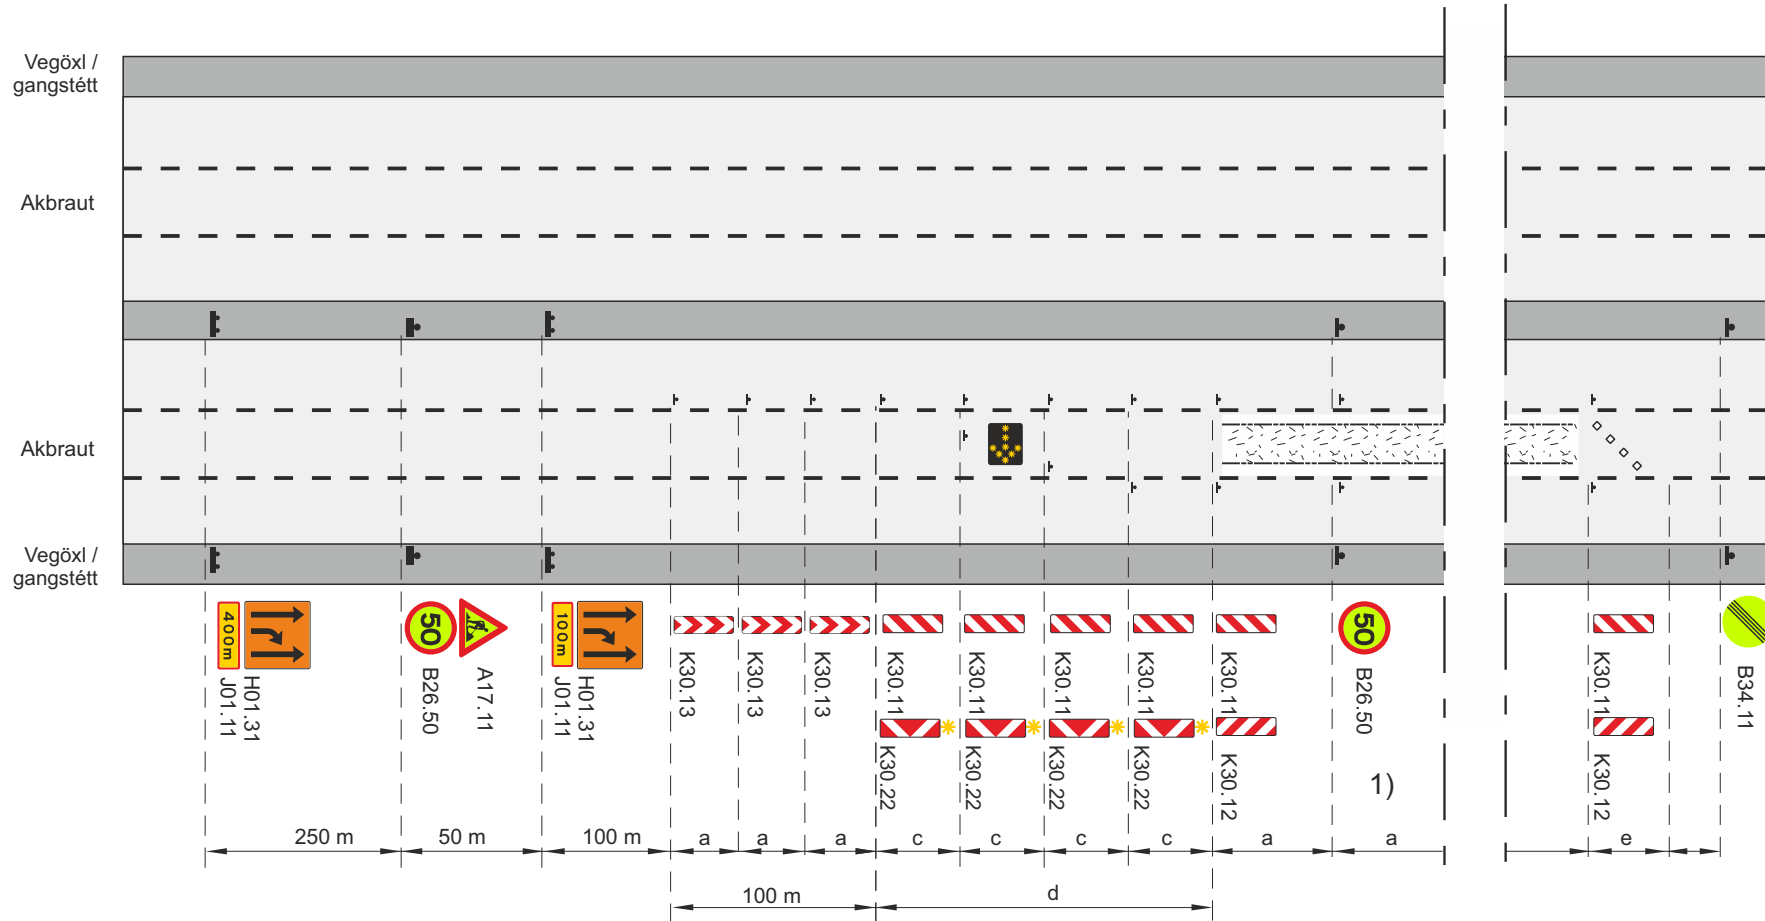 Vegöxl /
gangstétt
Akbraut
Akbraut
Vegöxl /
gangstétt
400m
H01.31
J01.11
50
B26.50
A17.11
100m
H01.31
J01.11
K30.13
K30.13
K30.13
K30.11
K30.11
K30.11
K30.11
K30.11
K30.22
K30.22
K30.22
K30.22
K30.12
50
B26.50
1)
K30.11
K30.12
B34.11
250 m
50 m
100 m
a
a
a
c
c
c
c
a
a
e
100 m
d